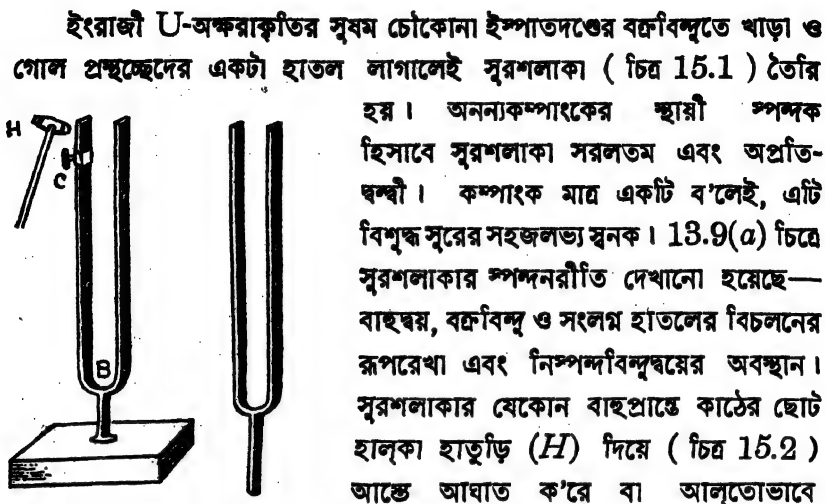 ইংরাজী U-অক্ষরাকৃতির সুষম চৌকোনা ইস্পাতদণ্ডের বক্রবিন্দুতে খাড়া ও
গোল প্রস্থচ্ছেদের একটা হাতল লাগালেই সুরশলাকা ( চিত্র 15.1 ) তৈরি
হয়। অনন্যকম্পাংকের স্থায়ী স্পন্দক
হিসাবে সুরশলাকা সরলতম এবং অপ্রতি-
দ্বন্দ্বী। কম্পাংক মাত্র একটি ব'লেই, এটি
বিশুদ্ধ সুরের সহজলভ্য স্বনক। 13.9(a) চিত্রে
সুরশলাকার স্পন্দনরীতি দেখানো হয়েছে—
বাহুদ্বয়, বক্রবিন্দু ও সংলগ্ন হাতলের বিচলনের
রূপরেখা এবং নিস্পন্দবিন্দুদ্বয়ের অবস্থান।
সুরশলাকার যেকোন বাহুপ্রান্তে কাঠের ছোট
হাল্‌কা হাতুড়ি (H) দিয়ে ( চিত্র 15.2 )
আস্তে আঘাত ক'রে বা আল্‌তোভাবে
H
C
B